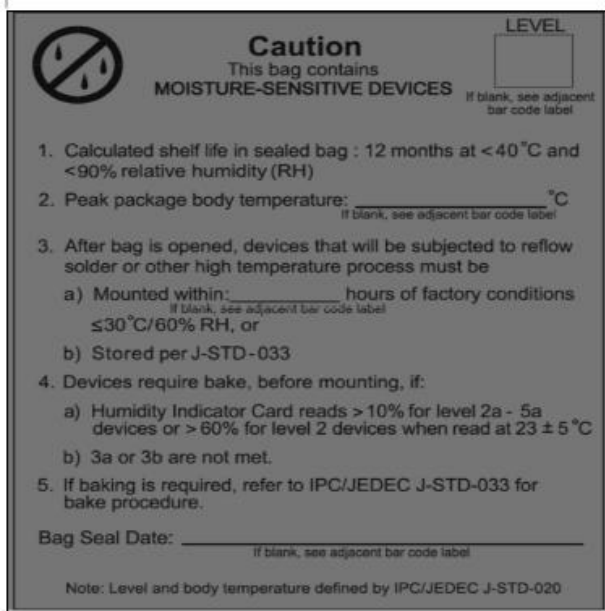 LEVEL
Caution
This bag contains
MOISTURE-SENSITIVE DEVICES
If blank, see adjacent
bar code label
1. Calculated shelf life in sealed bag : 12 months at <40°C and
<90% relative humidity (RH)
2. Peak package body temperature: ____________________°C
If blank, see adjacent bar code label
3. After bag is opened, devices that will be subjected to reflow
solder or other high temperature process must be
a) Mounted within:___________ hours of factory conditions
If blank, see adjacent bar code label
≤30°C/60% RH, or
b) Stored per J-STD-033
4. Devices require bake, before mounting, if:
a) Humidity Indicator Card reads >10% for level 2a - 5a
devices or >60% for level 2 devices when read at 23 ± 5°C
b) 3a or 3b are not met.
5. If baking is required, refer to IPC/JEDEC J-STD-033 for
bake procedure.
Bag Seal Date: ______________________________
If blank, see adjacent bar code label
Note: Level and body temperature defined by IPC/JEDEC J-STD-020